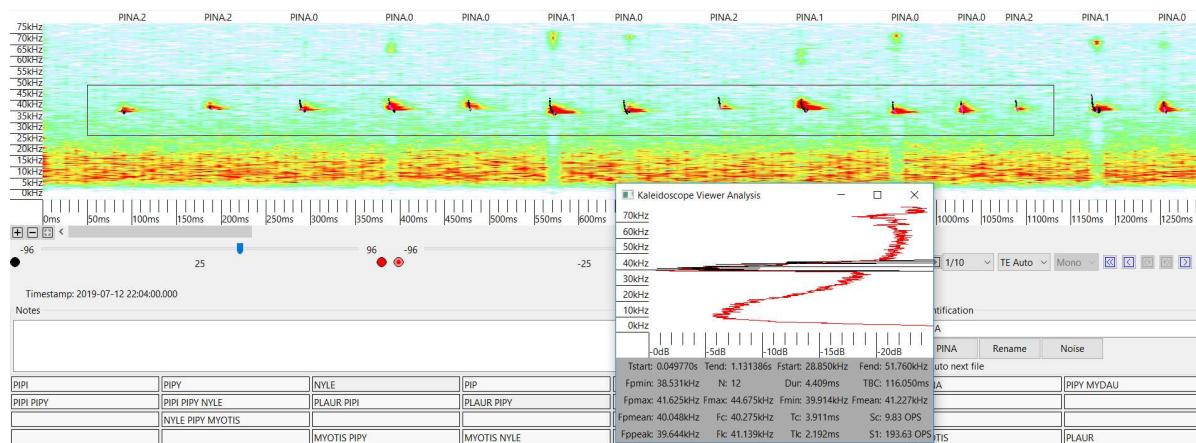 PINA.2 PINA.2 PINA.0 PINA.0 PINA.0 PINA.1 PINA.0 PINA.2 PINA.1 PINA.0 PINA.0 PINA.2 PINA.1 PINA.0
75kHz
70kHz
65kHz
60kHz
55kHz
50kHz
45kHz
40kHz
35kHz
30kHz
25kHz
20kHz
15kHz
10kHz
5kHz
0kHz
0ms 50ms 100ms 150ms 200ms 250ms 300ms 350ms 400ms 450ms 500ms 550ms 600ms 1000ms 1050ms 1100ms 1150ms 1200ms 1250ms
-96 96 -96
25 -25
1/10 TE Auto Mono
Timestamp: 2019-07-12 22:04:00.000
Notes
ntification
A
PINA Rename Noise
uto next file
Kaleidoscope Viewer Analysis
70kHz
60kHz
50kHz
40kHz
30kHz
20kHz
10kHz
0kHz
-0dB -5dB -10dB -15dB -20dB
Tstart: 0.049770s Tend: 1.131386s Fstart: 28.850kHz Fend: 51.760kHz
Fpmin: 38.531kHz N: 12 Dur: 4.409ms TBC: 116.050ms
Fpmax: 41.625kHz Fmax: 44.675kHz Fmin: 39.914kHz Fmean: 41.227kHz
Fpmean: 40.048kHz Fc: 40.275kHz Tc: 3.911ms Sc: 9.83 OPS
Fppeak: 39.644kHz Fk: 41.139kHz Tk: 2.192ms S1: 193.63 OPS
PIPI PIPY NYLE PIP NA PIPY MYDAU
PIPI PIPY PIPI PIPY NYLE PLAUR PIPI PLAUR PIPY
NYLE PIPY MYOTIS
MYOTIS PIPY MYOTIS NYLE OTIS PLAUR